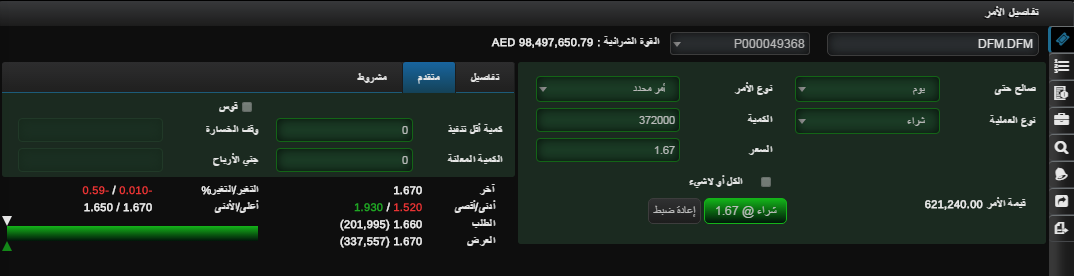 تفاصيل الأمر
DFM.DFM
P000049368
القوة الشرائية : AED 98,497,650.79
صالح حتى
يوم
نوع الأمر
أمر محدد
نوع العملية
شراء
الكمية
372000
السعر
1.67
الكل أو لاشيء
قيمة الأمر 621,240.00
شراء @ 1.67
إعادة ضبط
تفاصيل
متقدم
مشروط
قوس
كمية أقل تنفيذ
0
وقف الخسارة
الكمية المعلنة
0
جني الأرباح
آخر
1.670
التغير/التغير%
-0.59 / -0.010
أدنى/أقصى
1.930 / 1.520
أعلى/الأدنى
1.650 / 1.670
الطلب
1.660 (201,995)
العرض
1.670 (337,557)